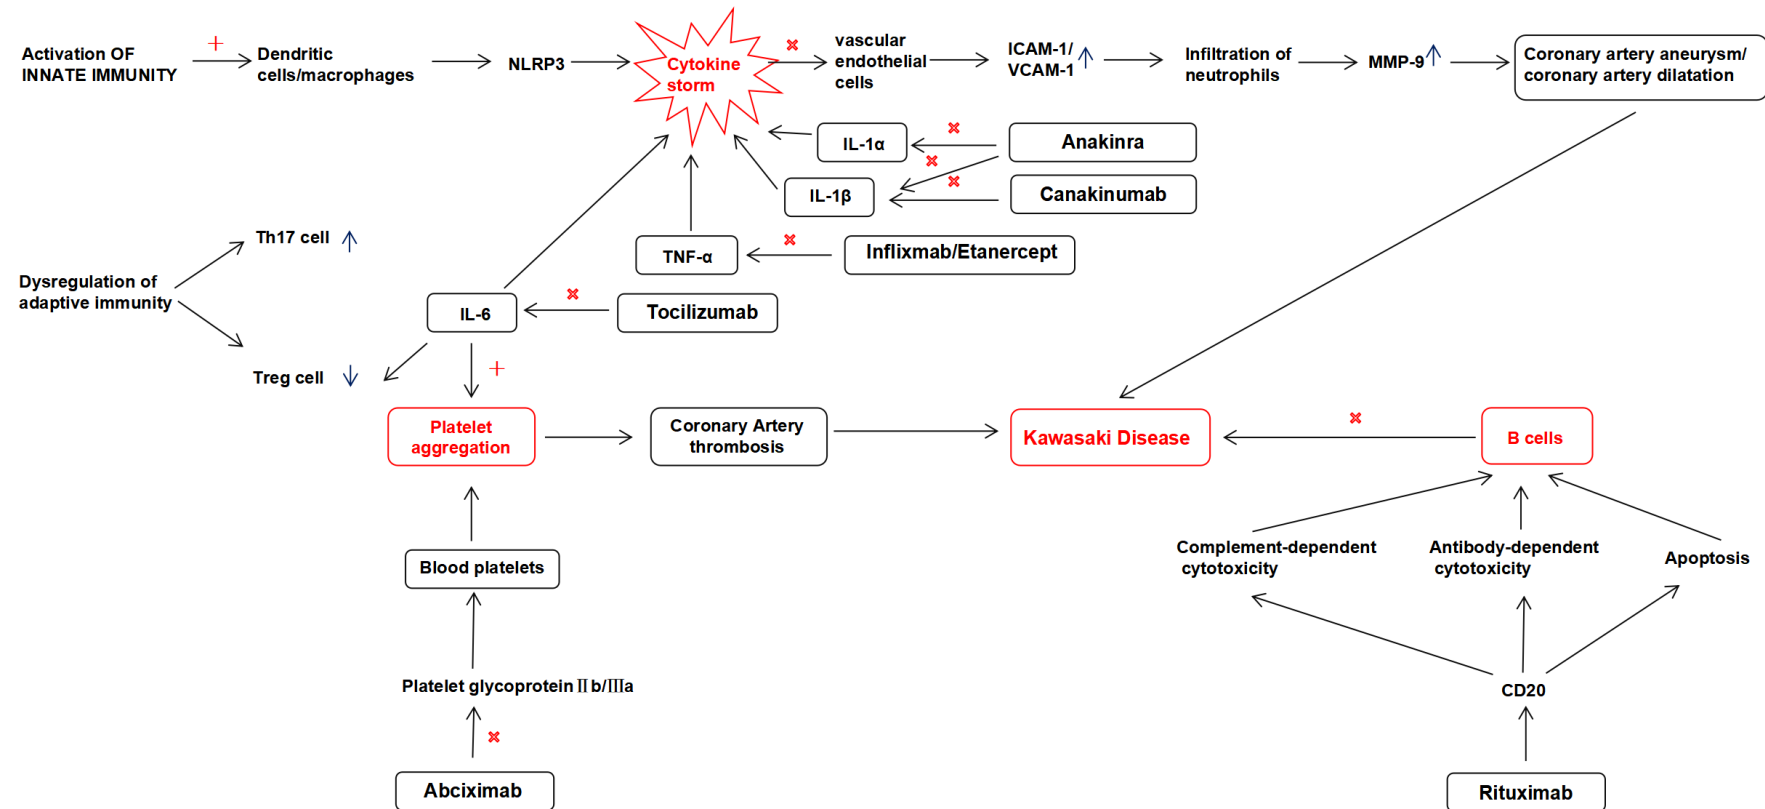 Activation OF
INNATE IMMUNITY
+
Dendritic
cells/macrophages
NLRP3
Cytokine
storm
vascular
endothelial
cells
ICAM-1/
VCAM-1
Infiltration of
neutrophils
MMP-9
Coronary artery aneurysm/
coronary artery dilatation
IL-1α
Anakinra
IL-1β
Canakinumab
Th17 cell
TNF-α
Inflixmab/Etanercept
Dysregulation of
adaptive immunity
IL-6
Tocilizumab
Treg cell
+
Platelet
aggregation
Coronary Artery
thrombosis
Kawasaki Disease
B cells
Blood platelets
Complement-dependent
cytotoxicity
Antibody-dependent
cytotoxicity
Apoptosis
Platelet glycoprotein Ⅱb/Ⅲa
CD20
Abciximab
Rituximab